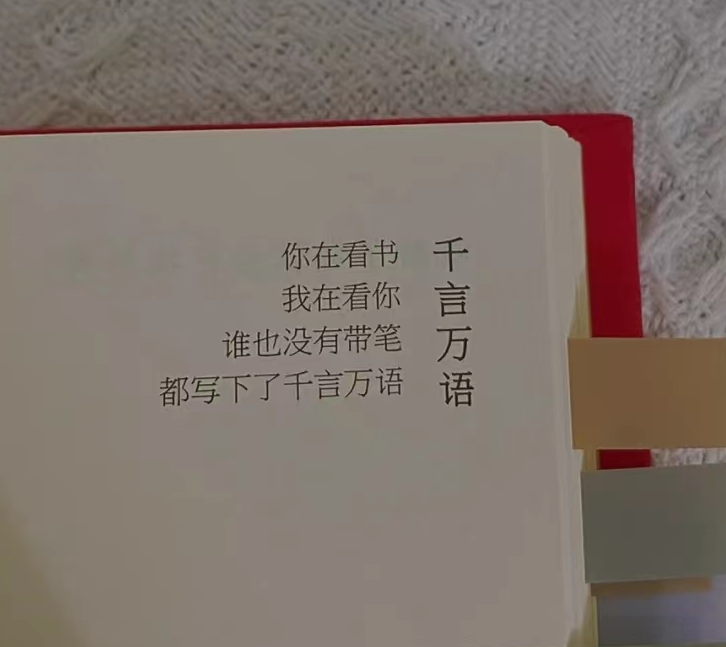 千言万语
你在看书
我在看你
谁也没有带笔
都写下了千言万语